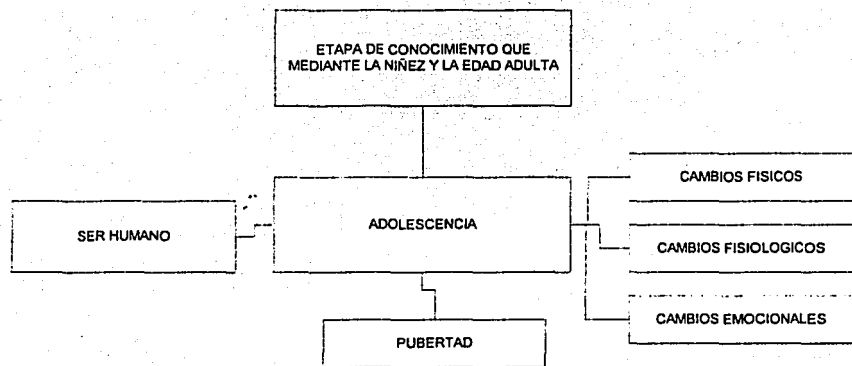 ETAPA DE CONOCIMIENTO QUE
MEDIANTE LA NIÑEZ Y LA EDAD ADULTA
CAMBIOS FISICOS
SER HUMANO
ADOLESCENCIA
CAMBIOS FISIOLOGICOS
CAMBIOS EMOCIONALES
PUBERTAD